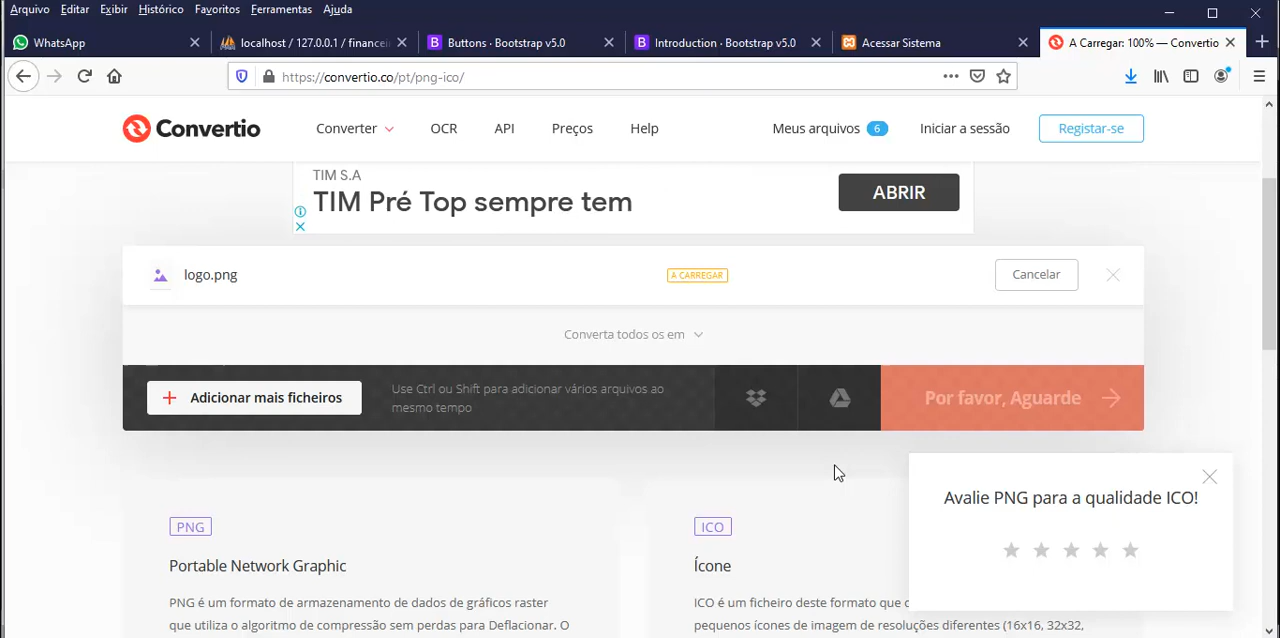 Arquivo Editar Exibir Histórico Favoritos Ferramentas Ajuda
WhatsApp
localhost / 127.0.0.1 / financei
B Buttons · Bootstrap v5.0
B Introduction · Bootstrap v5.0
Acessar Sistema
A Carregar: 100% — Convertio
https://convertio.co/pt/png-ico/
Convertio
Converter OCR API Preços Help
Meus arquivos 6 Iniciar a sessão Registar-se
TIM S.A
TIM Pré Top sempre tem
ABRIR
logo.png
A CARREGAR
Cancelar
Converta todos os em
Adicionar mais ficheiros
Use Ctrl ou Shift para adicionar vários arquivos ao
mesmo tempo
Por favor, Aguarde
Avalie PNG para a qualidade ICO!
PNG
Portable Network Graphic
PNG é um formato de armazenamento de dados de gráficos raster
que utiliza o algoritmo de compressão sem perdas para Deflacionar. O
ICO
Ícone
ICO é um ficheiro deste formato que
pequenos ícones de imagem de resoluções diferentes (16x16, 32x32,